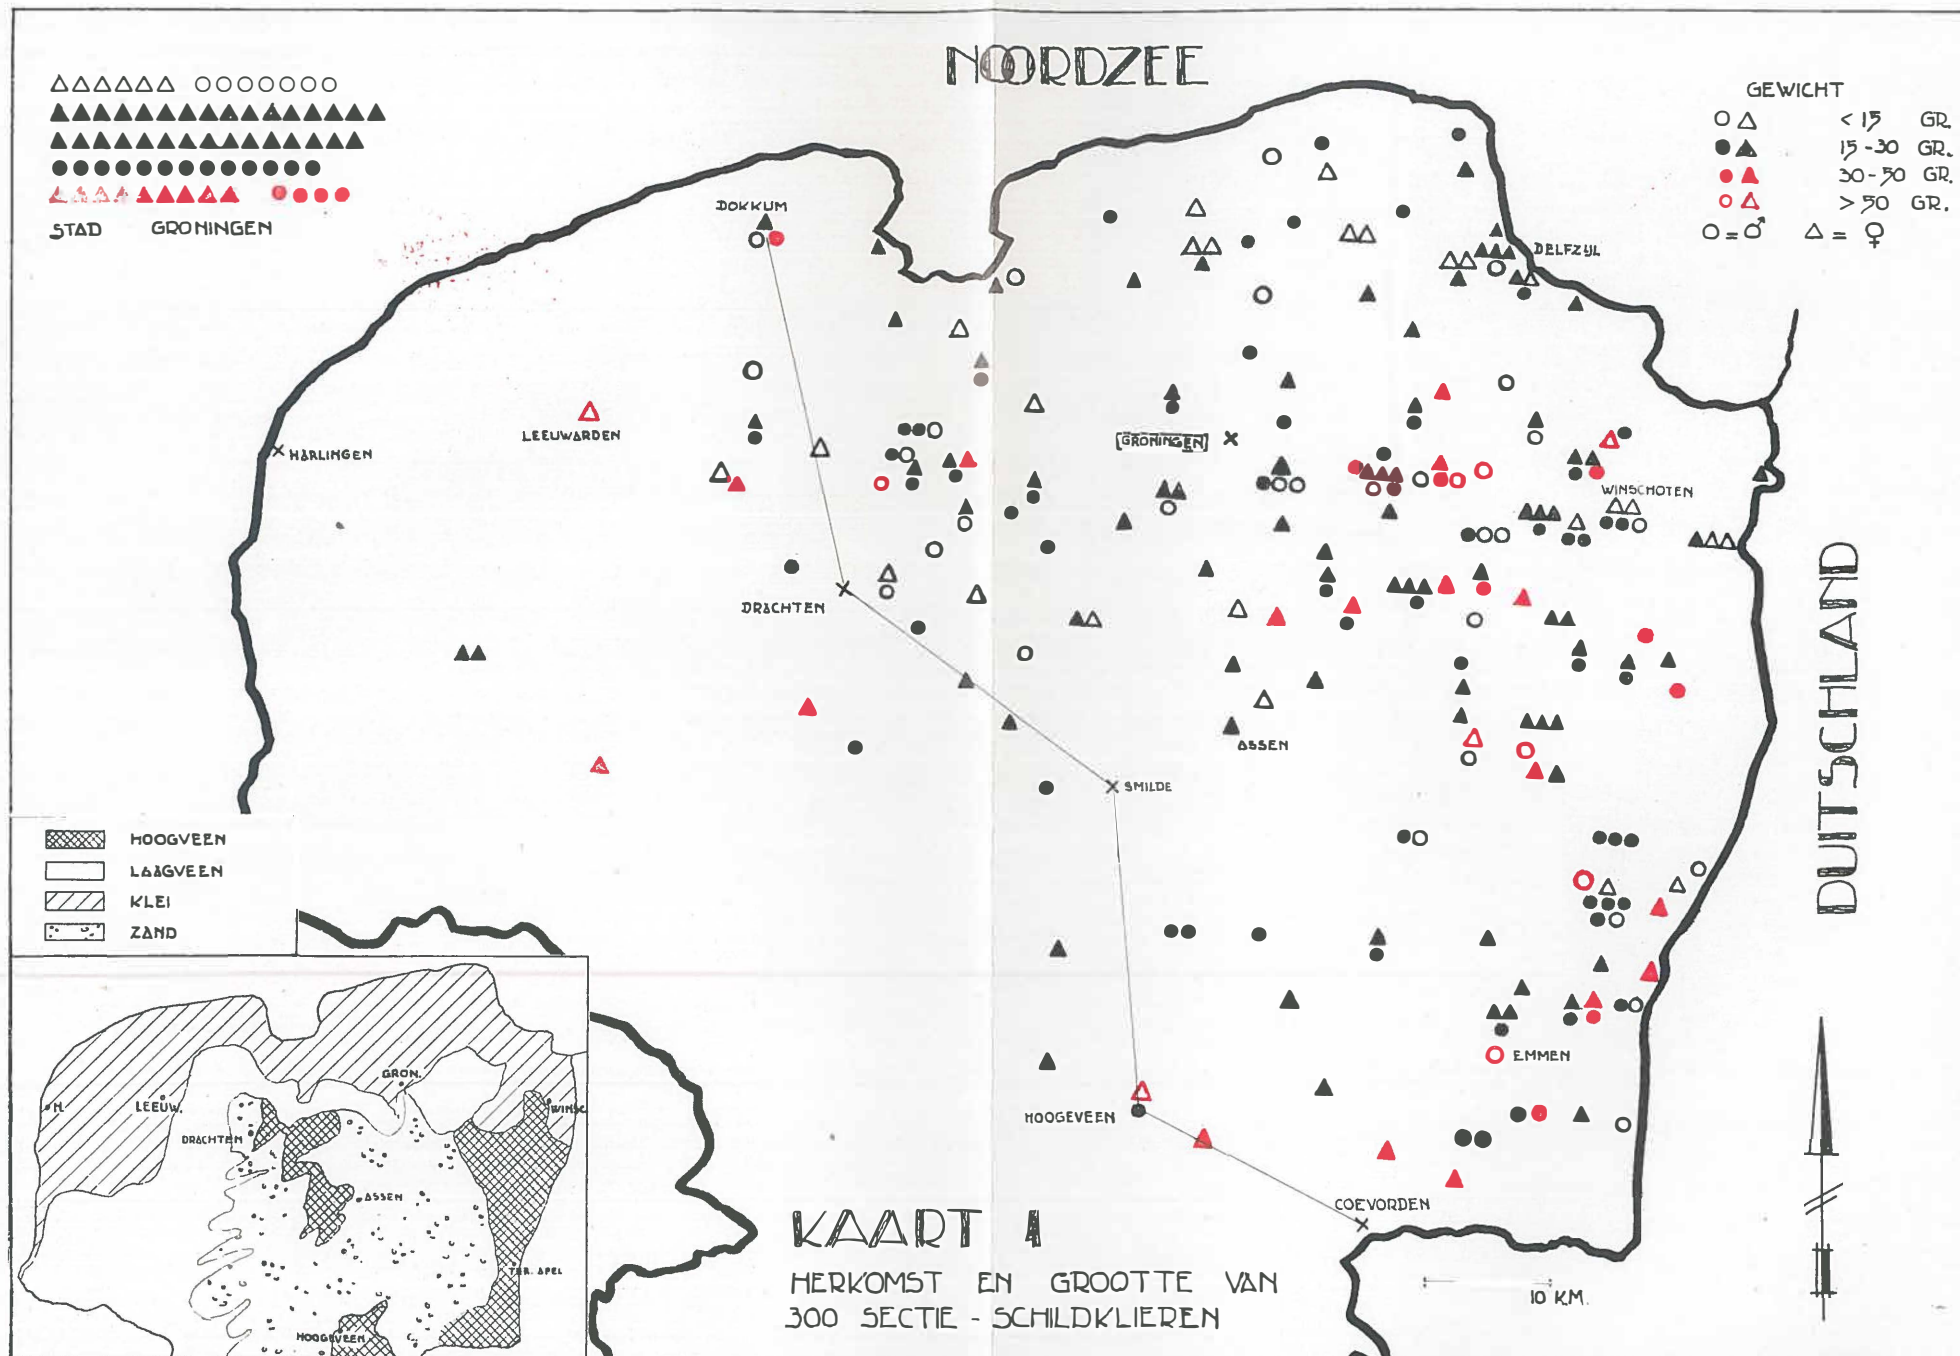 NOORDZEE
GEWICHT
< 15 GR.
15-30 GR.
30-50 GR.
> 50 GR.
○ = ♂ △ = ♀
STAD GRONINGEN
DOKKUM
DELFZIJL
LEEUWARDEN
HARLINGEN
GRONINGEN
WINSCHOTEN
DRACHTEN
ASSEN
SMILDE
DUITSCHLAND
HOOGVEEN
LAAGVEEN
KLEI
ZAND
EMMEN
HOOGEVEEN
COEVORDEN
GRON.
H.
LEEUW.
WINSC.
DRACHTEN
ASSEN
TER. APEL
HOOGEVEEN
KAART 1
HERKOMST EN GROOTTE VAN
300 SECTIE - SCHILDKLIEREN
10 KM.